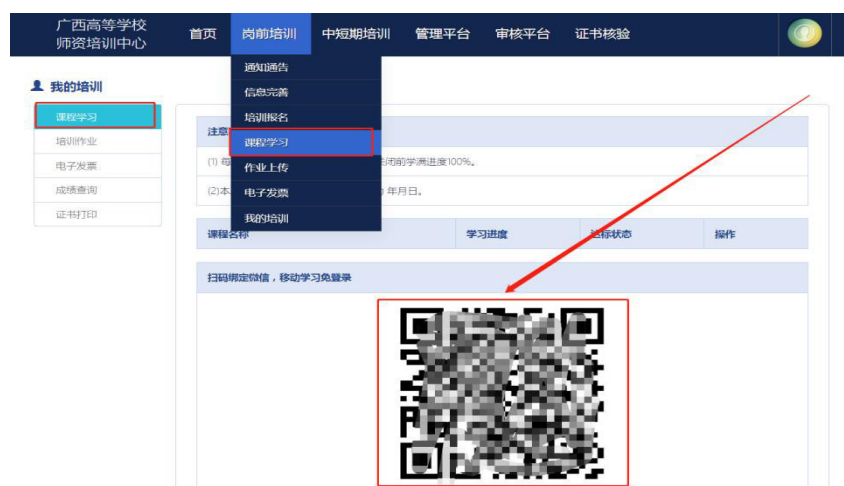 广西高等学校
师资培训中心
首页 岗前培训 中短期培训 管理平台 审核平台 证书核验
通知通告
信息完善
培训报名
课程学习
作业上传
电子发票
我的培训
我的培训
课程学习
培训作业
电子发票
成绩查询
证书打印
注意
(1) 每 关闭前学满进度100%。
(2)本 年月日。
课程名称 学习进度 达标状态 操作
扫码绑定微信，移动学习免登录